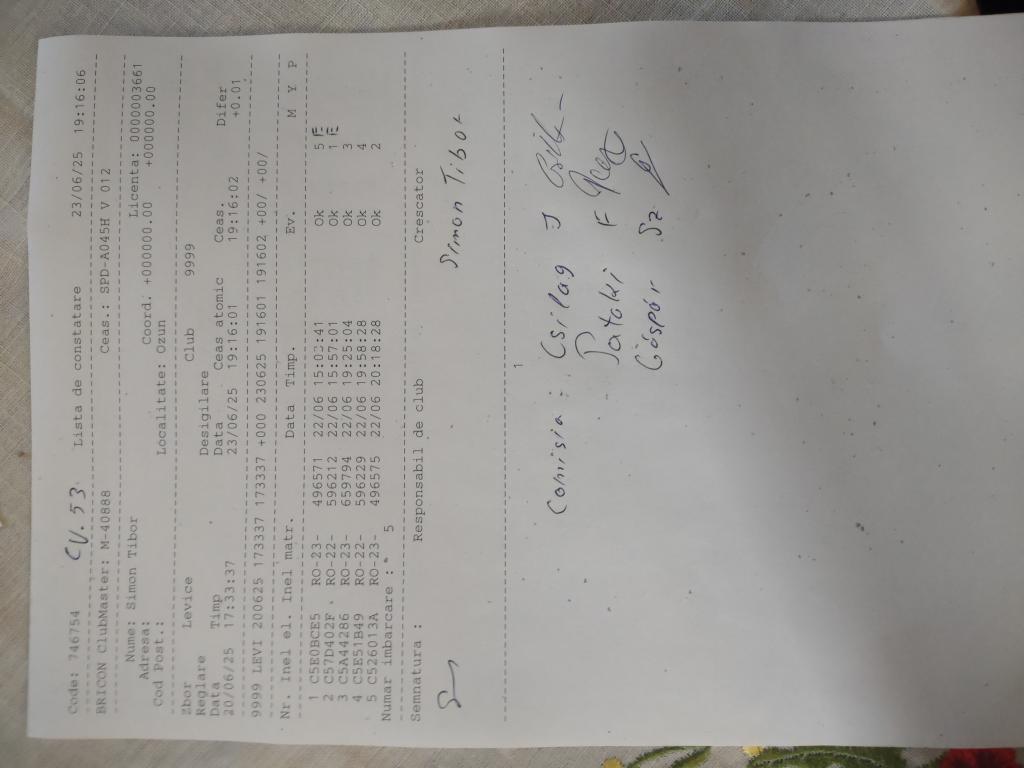 Code: 746754 CV. 53 Lista de constatare 23/06/25 19:16:06
BRICON ClubMaster: M-40888 Ceas.: SPD-A045H V 012
Nume: Simon Tibor Licenta: 0000003661
Adresa: Coord. +000000.00 +000000.00
Cod Post.: Localitate: Ozun
Zbor Levice Club 9999
Reglare Desigilare
Data Timp Data Ceas atomic Ceas. Difer
20/06/25 17:33:37 23/06/25 19:16:01 19:16:02 +0.01
9999 LEVI 200625 173337 173337 +000 230625 191601 191602 +00/ +00/
Nr. Inel el. Inel matr. Data Timp. Ev. M Y P
1 C5E0BCE5 RO-23- 496571 22/06 15:07:41 Ok 5 E
2 C57D402F RO-22- 596212 22/06 15:57:01 Ok 1 E
3 C5A44286 RO-23- 659794 22/06 19:25:04 Ok 3
4 C5E51B49 RO-22- 596229 22/06 19:58:28 Ok 4
5 C526013A RO-23- 496575 22/06 20:18:28 Ok 2
Numar imbarcare : 5
Semnatura : Responsabil de club Crescator
Simon Tibor
1
Comisia : Csilag J
Pataki F
Gáspár Sz